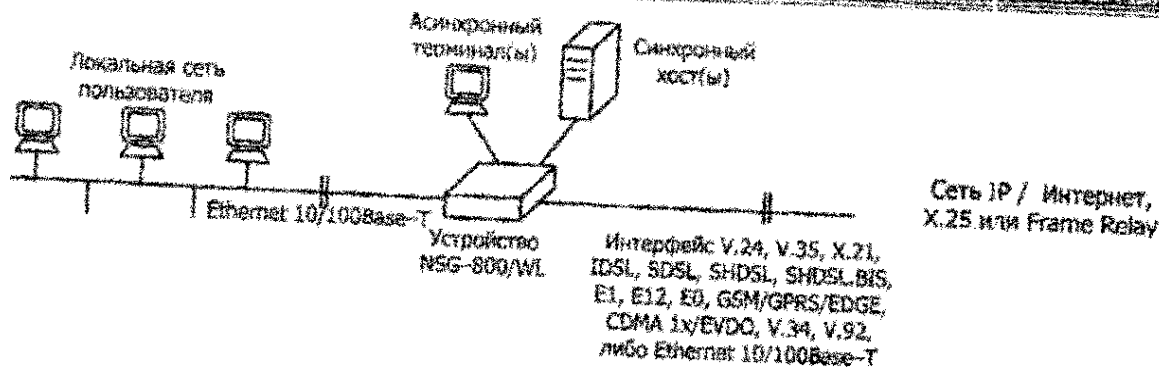 Асинхронный
терминал(ы)
Синхронный
хост(ы)
Локальная сеть
пользователя
Ethernet 10/100Base-T
Устройство
NSG-800/WL
Сеть IP / Интернет,
X.25 или Frame Relay
Интерфейс V.24, V.35, X.21,
IDSL, SDSL, SHDSL, SHDSL.BIS,
E1, E12, E0, GSM/GPRS/EDGE,
CDMA 1x/EVDO, V.34, V.92,
либо Ethernet 10/100Base-T